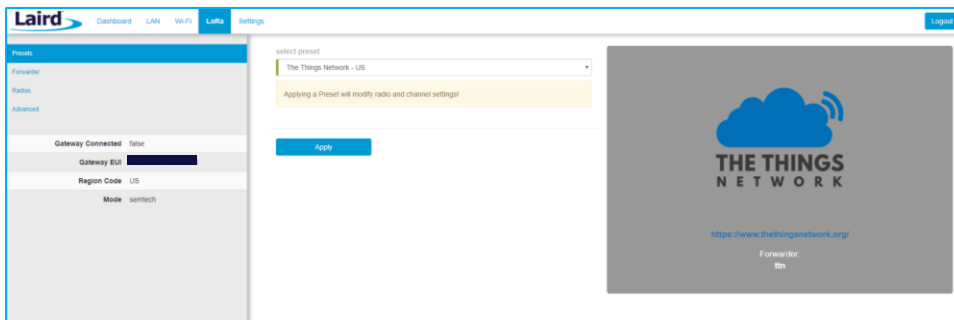 Laird
Dashboard LAN Wi-Fi LoRa Settings Logout
Presets
Forwarder
Radios
Advanced
Gateway Connected false
Gateway EUI
Region Code US
Mode semtech
select preset
The Things Network - US
Applying a Preset will modify radio and channel settings!
Apply
THE THINGS
NETWORK
https://www.thethingsnetwork.org/
Forwarder:
ttn